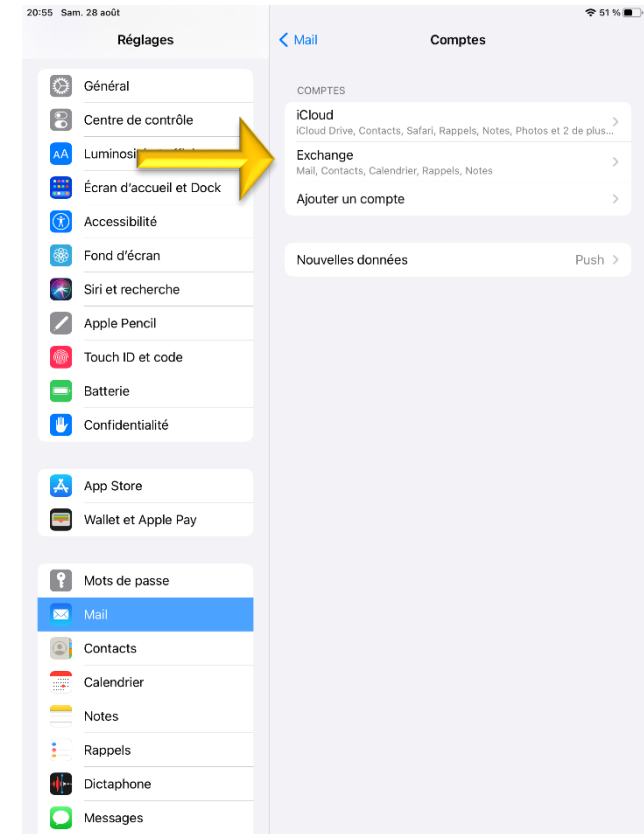 20:55 Sam. 28 août
51 %
Réglages
Général
Centre de contrôle
AA
Écran d'accueil et Dock
Accessibilité
Fond d'écran
Siri et recherche
Apple Pencil
Touch ID et code
Batterie
Confidentialité
App Store
Wallet et Apple Pay
Mots de passe
Mail
Contacts
Calendrier
Notes
Rappels
Dictaphone
Messages
Mail
Comptes
COMPTES
iCloud
iCloud Drive, Contacts, Safari, Rappels, Notes, Photos et 2 de plus...
Exchange
Mail, Contacts, Calendrier, Rappels, Notes
Ajouter un compte
Nouvelles données
Push